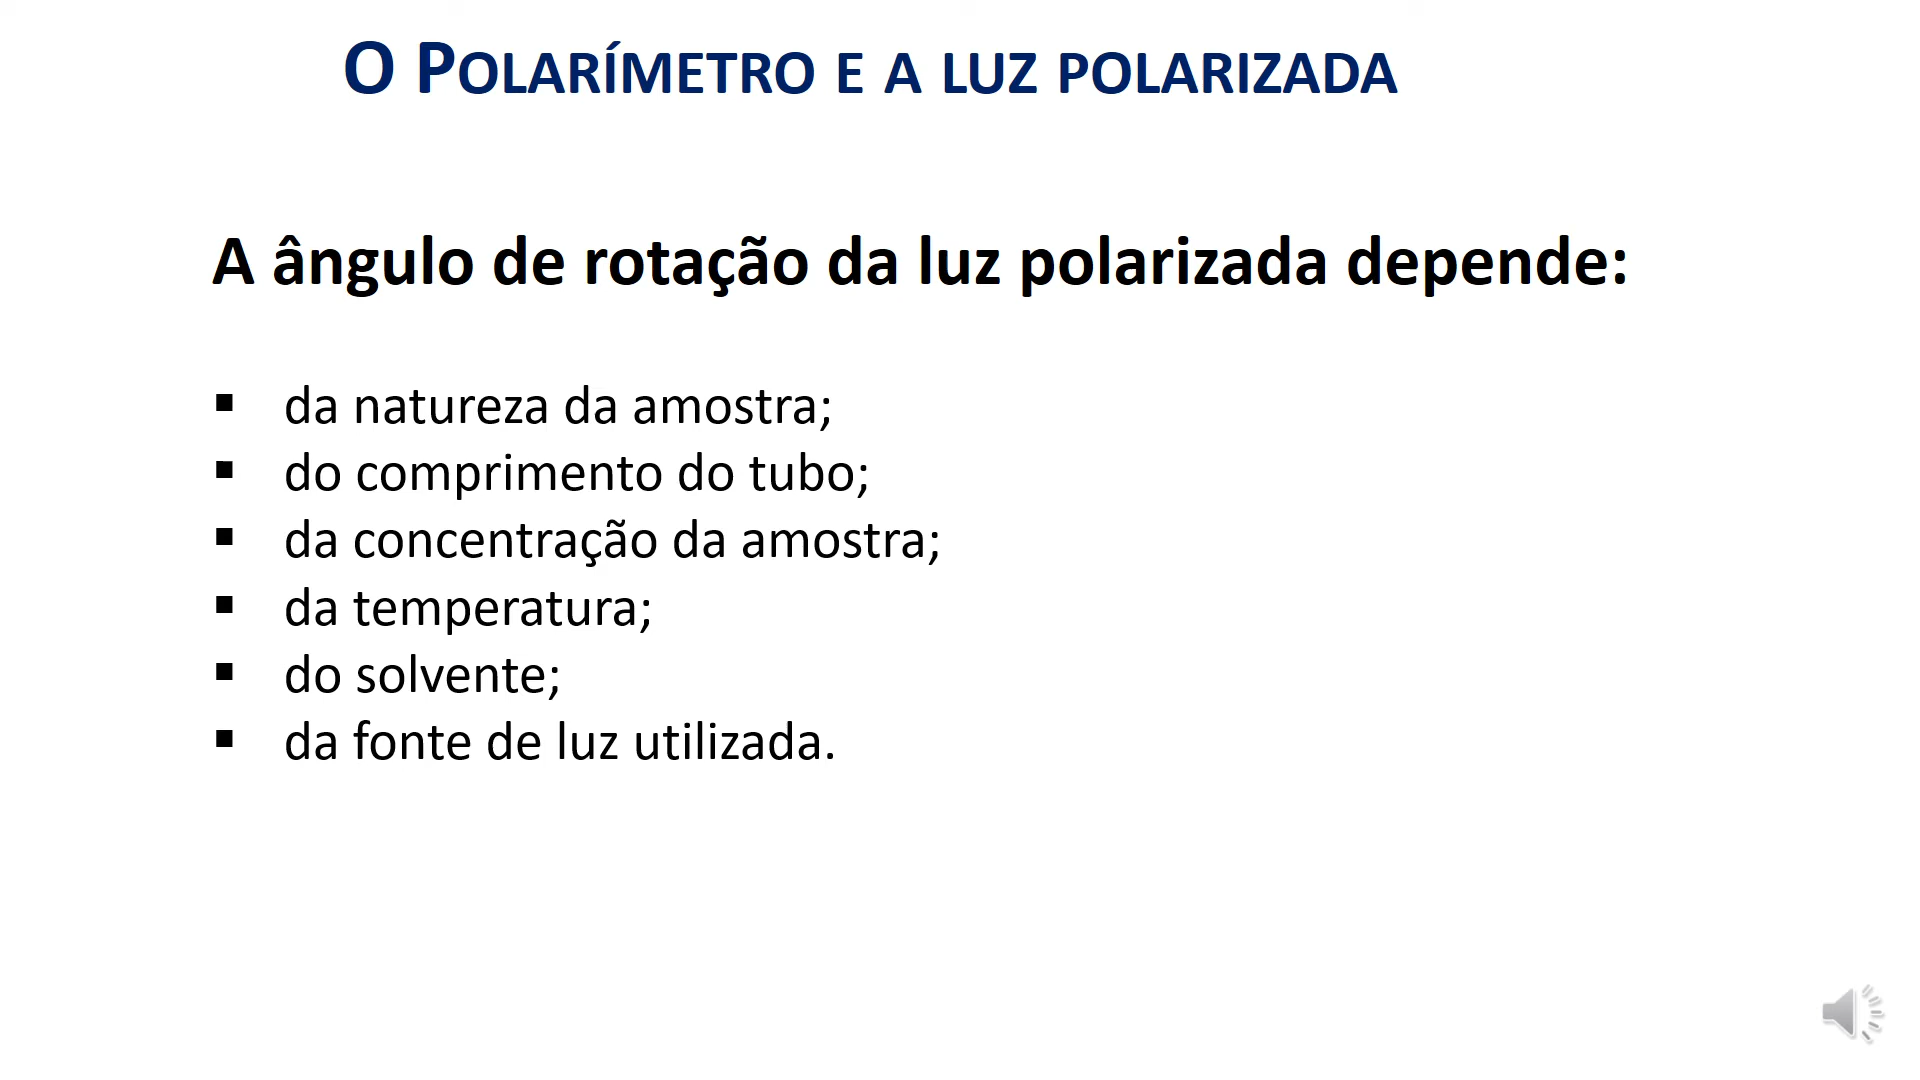 O POLARÍMETRO E A LUZ POLARIZADA
A ângulo de rotação da luz polarizada depende:
▪ da natureza da amostra;
▪ do comprimento do tubo;
▪ da concentração da amostra;
▪ da temperatura;
▪ do solvente;
▪ da fonte de luz utilizada.